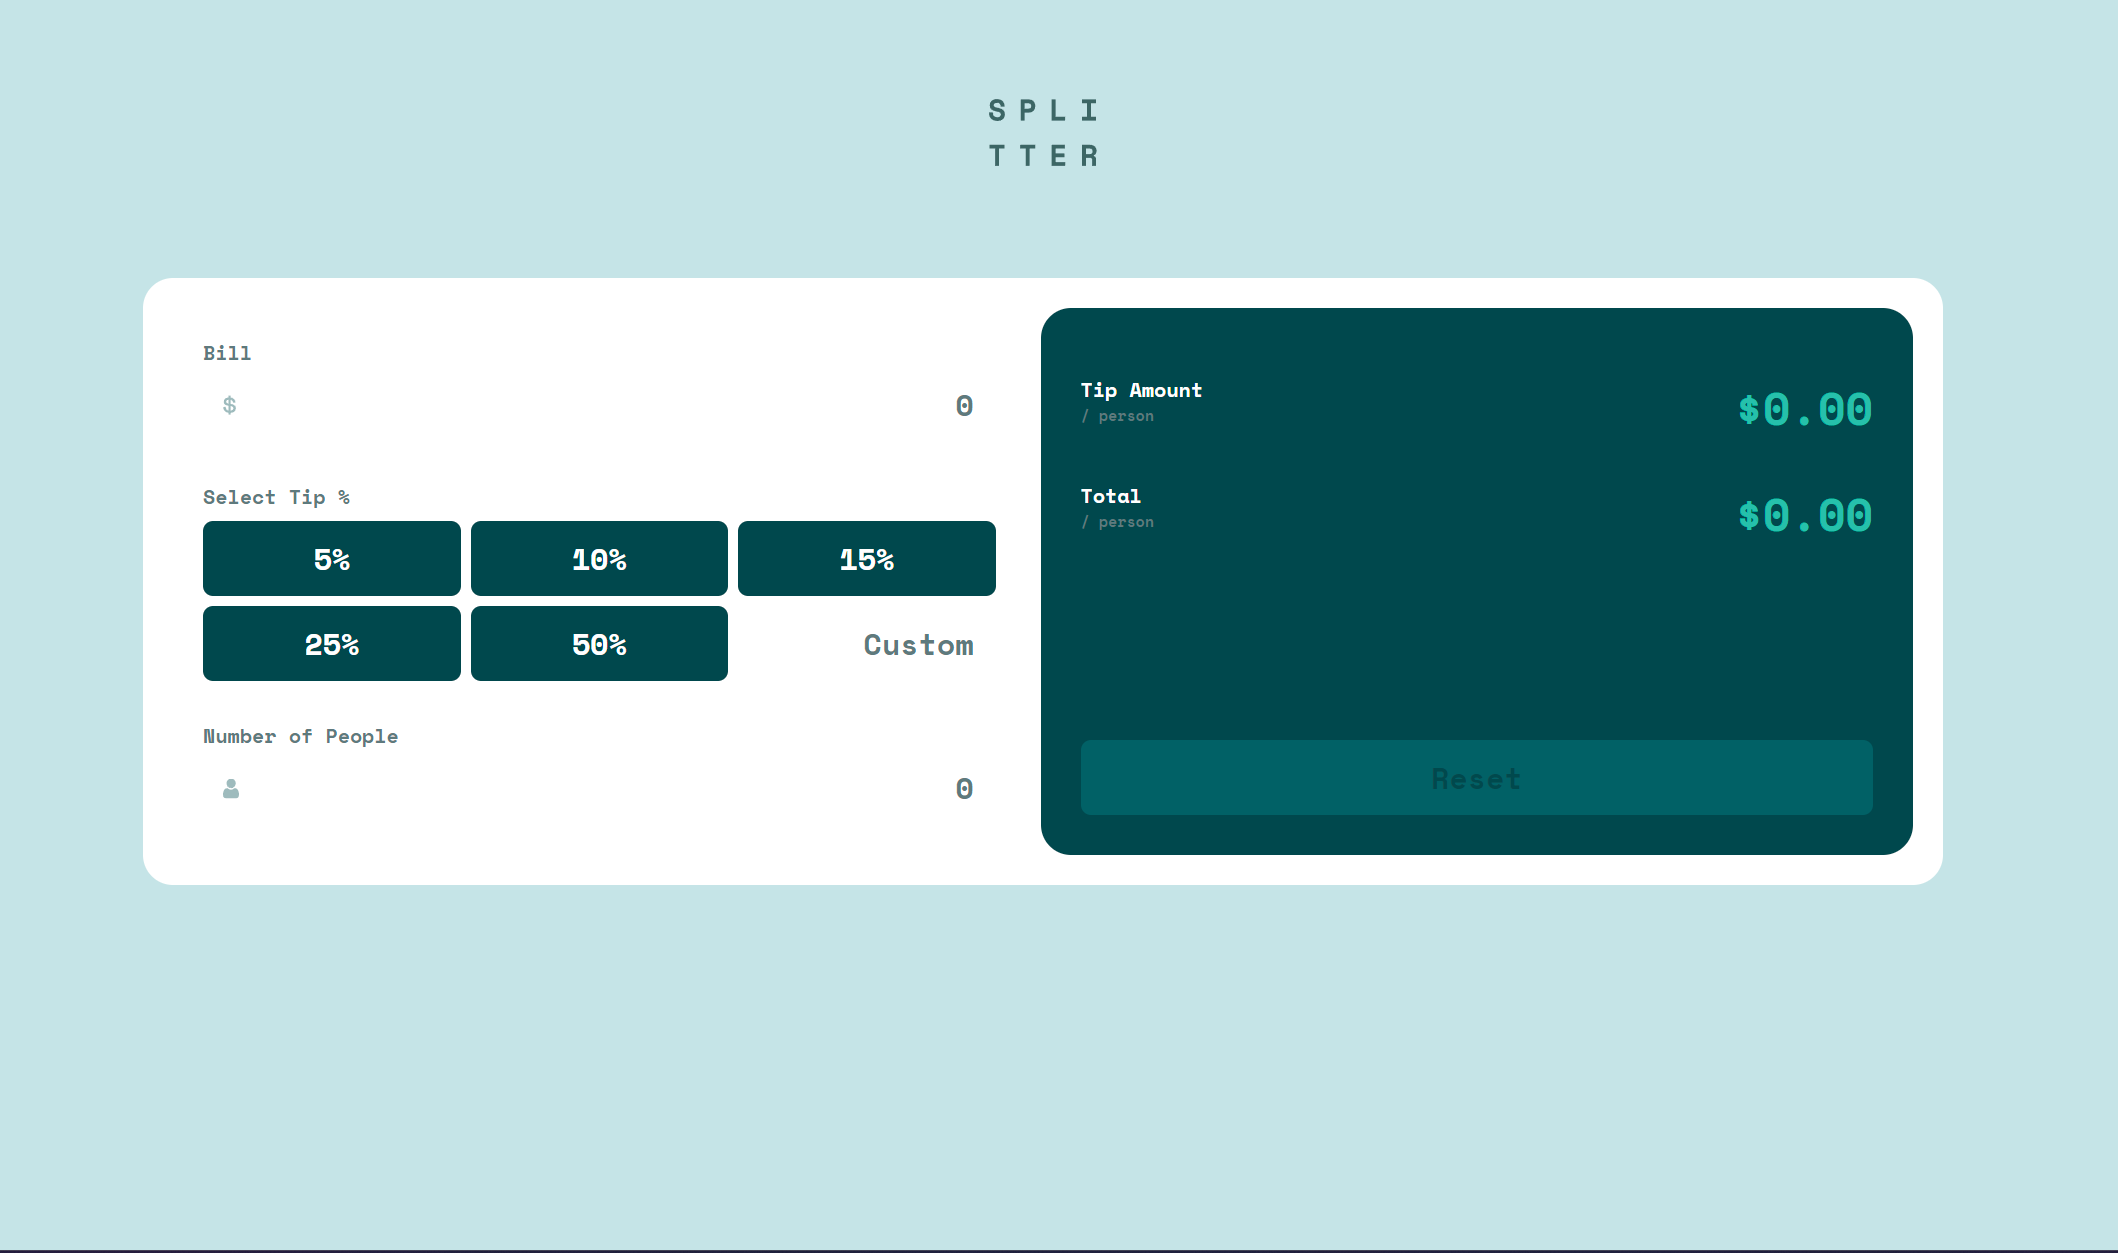 SPLI
TTER
Bill
$ 0
Select Tip %
5% 10% 15%
25% 50% Custom
Number of People
0
Tip Amount
/ person
$0.00
Total
/ person
$0.00
Reset